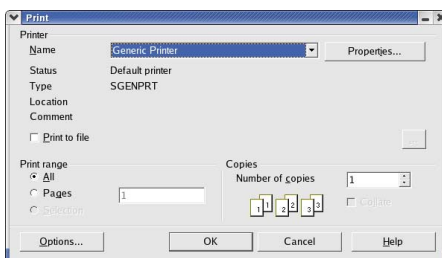 Print
Printer
Name Generic Printer Properties...
Status Default printer
Type SGENPRT
Location
Comment
Print to file
Print range
All
Pages 1
Selection
Copies
Number of copies 1
1 1 2 2 3 3
Collate
Options... OK Cancel Help